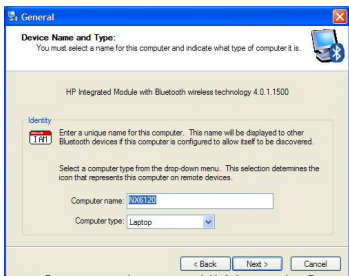 General
Device Name and Type:
You must select a name for this computer and indicate what type of computer it is.
HP Integrated Module with Bluetooth wireless technology 4.0.1.1500
Identity
Enter a unique name for this computer. This name will be displayed to other
Bluetooth devices if this computer is configured to allow itself to be discovered.
Select a computer type from the drop-down menu. This selection determines the
icon that represents this computer on remote devices.
Computer name: NX6120
Computer type: Laptop
< Back Next > Cancel